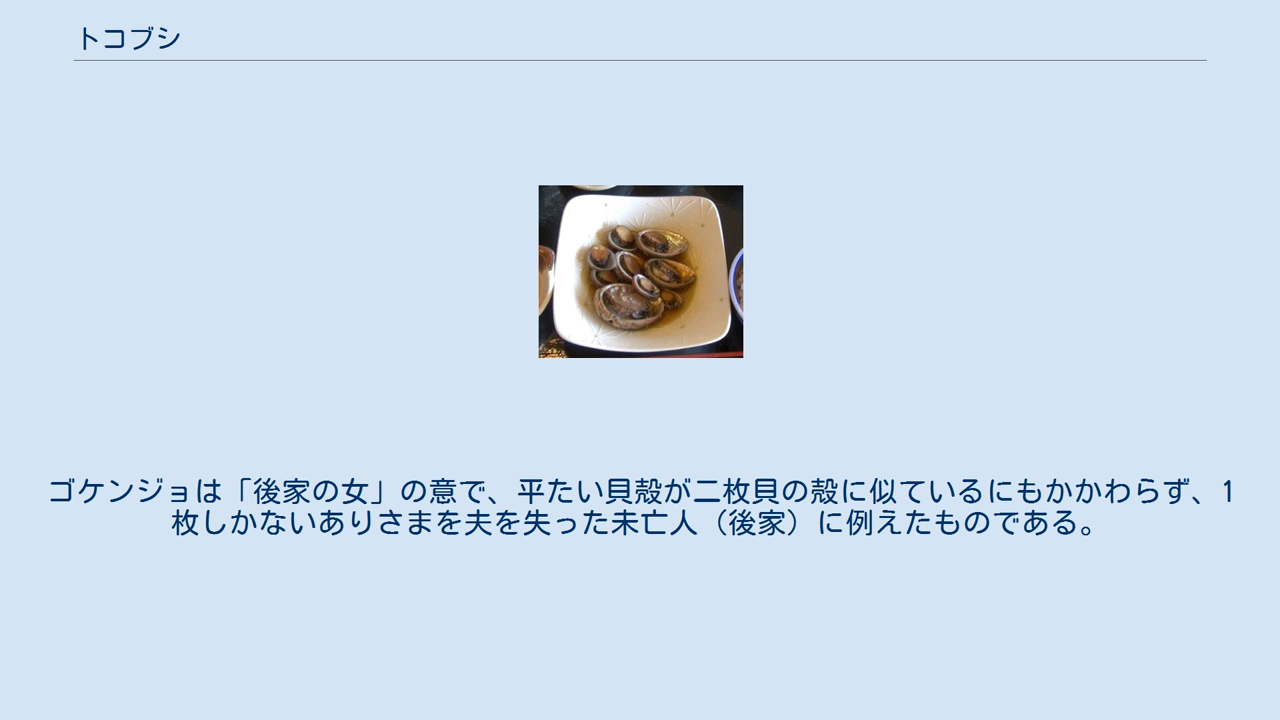 トコブシ
ゴケンジョは「後家の女」の意で、平たい貝殻が二枚貝の殻に似ているにもかかわらず、1
枚しかないありさまを夫を失った未亡人（後家）に例えたものである。